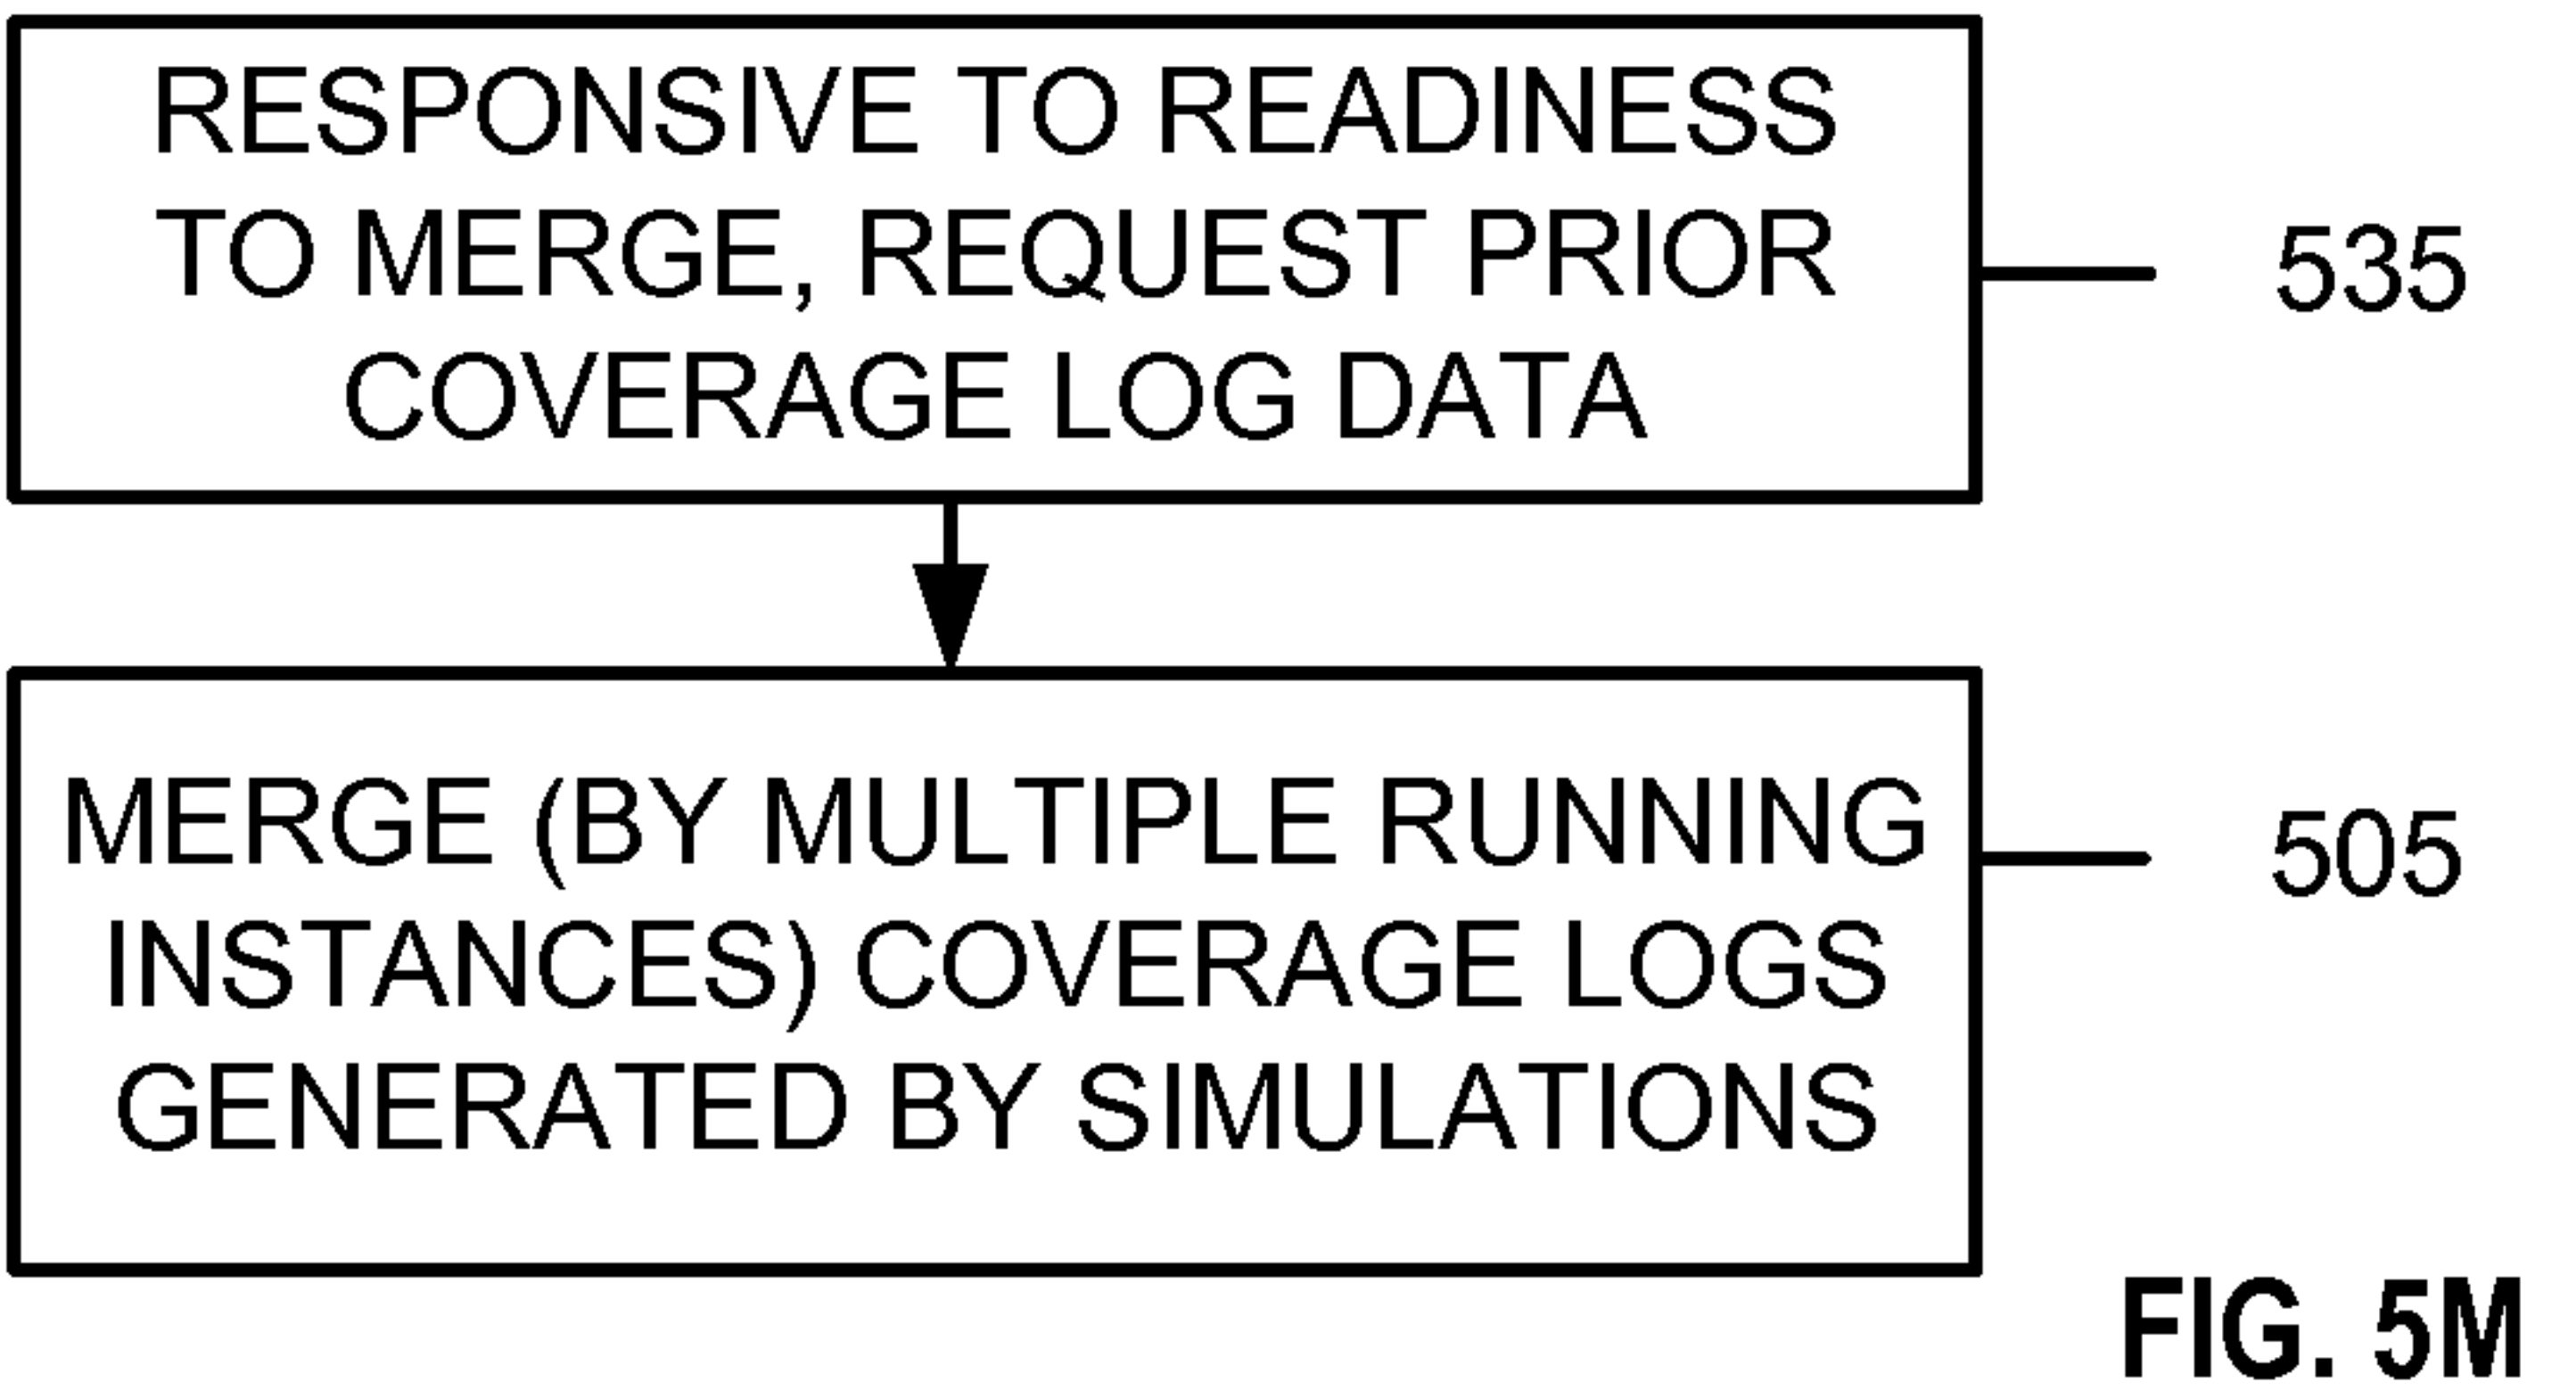 RESPONSIVE TO READINESS
TO MERGE, REQUEST PRIOR
COVERAGE LOG DATA
535
MERGE (BY MULTIPLE RUNNING
INSTANCES) COVERAGE LOGS
GENERATED BY SIMULATIONS
505
FIG. 5M